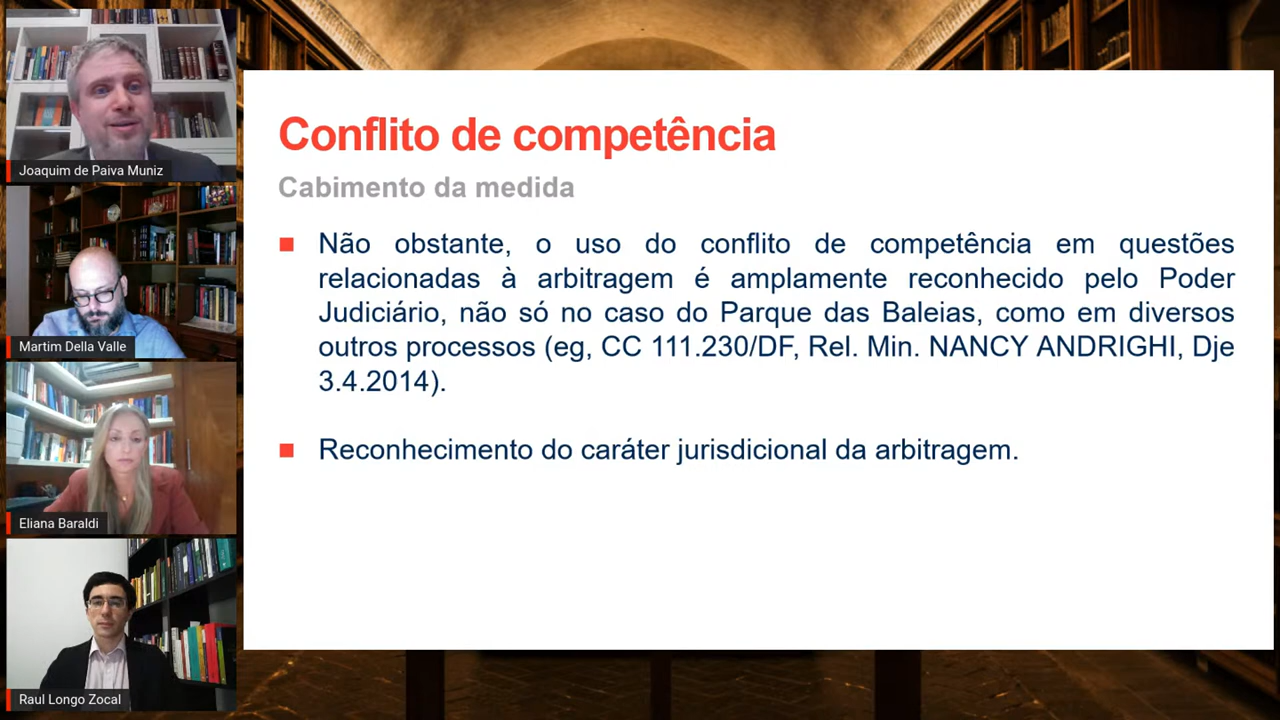 Joaquim de Paiva Muniz
Martim Della Valle
Eliana Baraldi
Raul Longo Zocal
Conflito de competência
Cabimento da medida
Não obstante, o uso do conflito de competência em questões
relacionadas à arbitragem é amplamente reconhecido pelo Poder
Judiciário, não só no caso do Parque das Baleias, como em diversos
outros processos (eg, CC 111.230/DF, Rel. Min. NANCY ANDRIGHI, Dje
3.4.2014).
Reconhecimento do caráter jurisdicional da arbitragem.